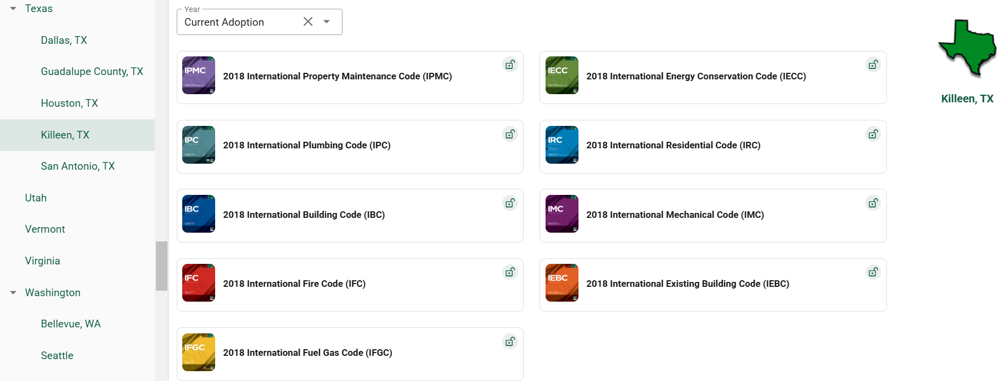 Texas
Dallas, TX
Guadalupe County, TX
Houston, TX
Killeen, TX
San Antonio, TX
Utah
Vermont
Virginia
Washington
Bellevue, WA
Seattle
Year
Current Adoption
IPMC
2018 International Property Maintenance Code (IPMC)
IECC
2018 International Energy Conservation Code (IECC)
IPC
2018 International Plumbing Code (IPC)
IRC
2018 International Residential Code (IRC)
IBC
2018 International Building Code (IBC)
IMC
2018 International Mechanical Code (IMC)
IFC
2018 International Fire Code (IFC)
IEBC
2018 International Existing Building Code (IEBC)
IFGC
2018 International Fuel Gas Code (IFGC)
Killeen, TX